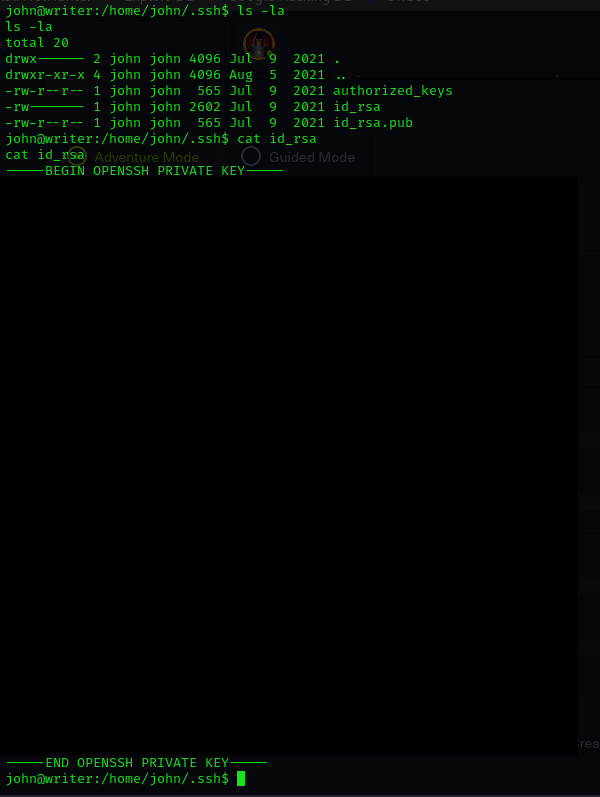 john@writer:/home/john/.ssh$ ls -la
ls -la
total 20
drwx------ 2 john john 4096 Jul  9  2021 .
drwxr-xr-x 4 john john 4096 Aug  5  2021 ..
-rw-r--r-- 1 john john  565 Jul  9  2021 authorized_keys
-rw------- 1 john john 2602 Jul  9  2021 id_rsa
-rw-r--r-- 1 john john  565 Jul  9  2021 id_rsa.pub
john@writer:/home/john/.ssh$ cat id_rsa
cat id_rsa
Adventure Mode Guided Mode
-----BEGIN OPENSSH PRIVATE KEY-----
-----END OPENSSH PRIVATE KEY-----
john@writer:/home/john/.ssh$